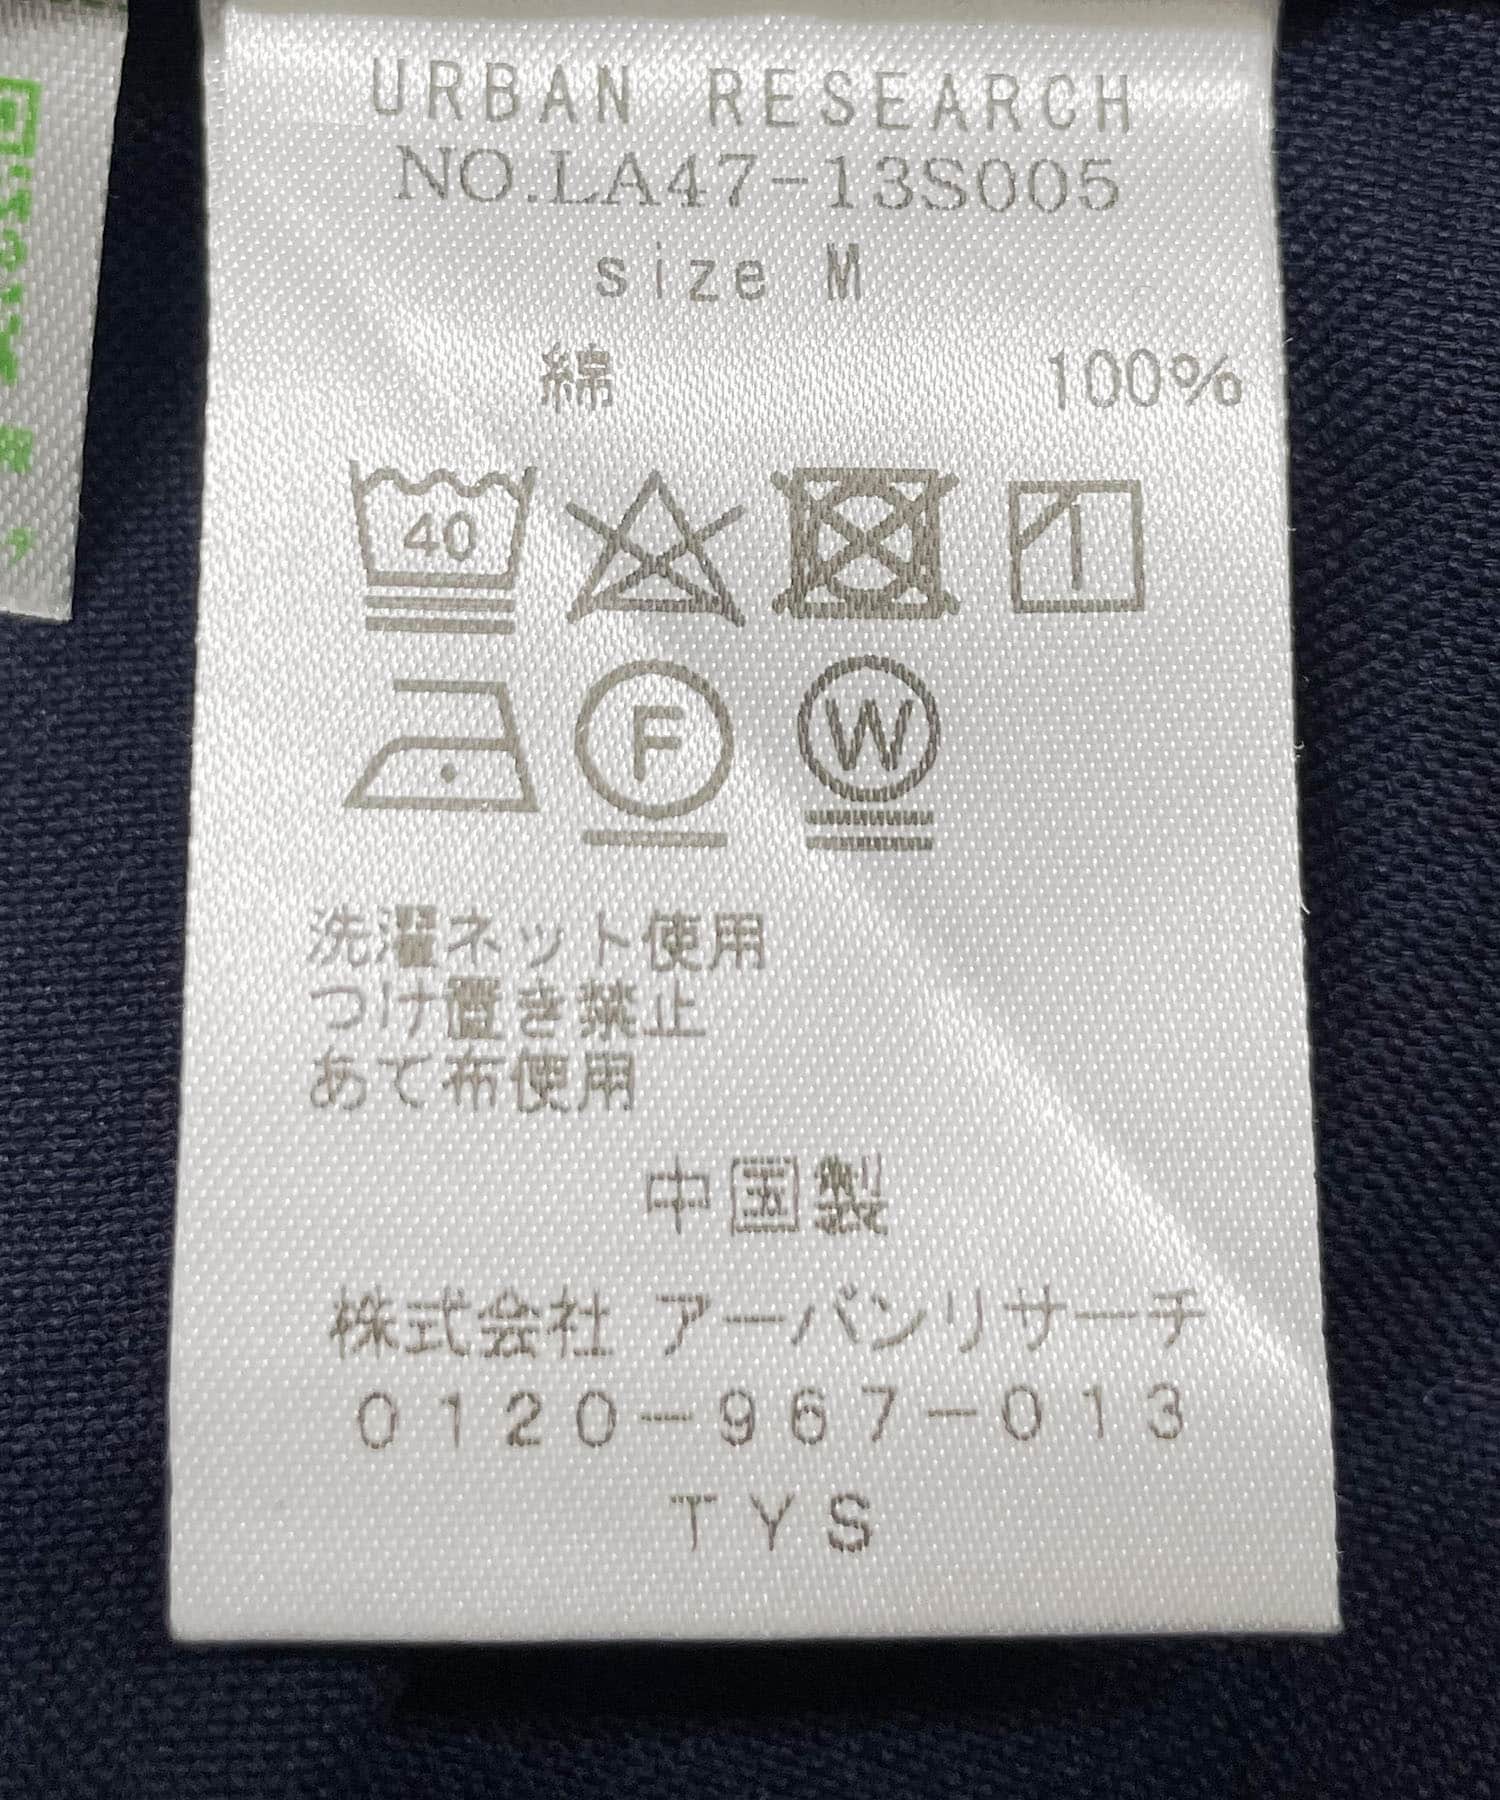 URBAN RESEARCH
NO.LA47-13S005
size M
綿 100%
40
F W
洗濯ネット使用
つけ置き禁止
あて布使用
中国製
株式会社 アーバンリサーチ
0120-967-013
TYS